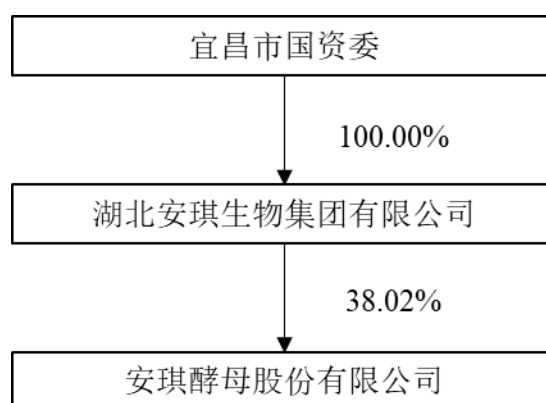 宜昌市国资委
100.00%
湖北安琪生物集团有限公司
38.02%
安琪酵母股份有限公司